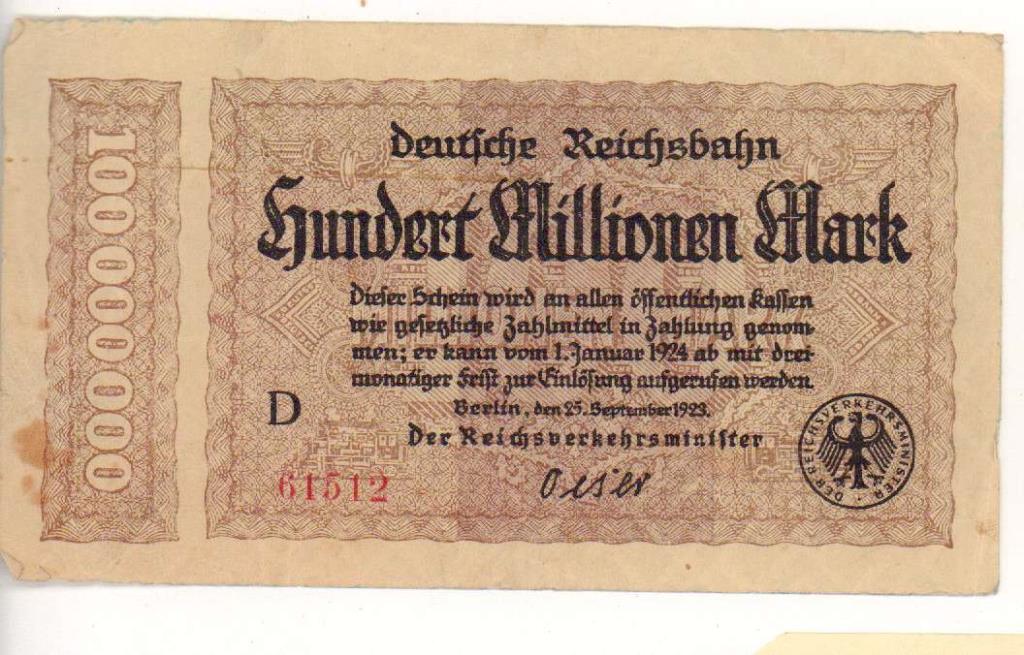 Deutsche Reichsbahn
Hundert Millionen Mark
Dieser Schein wird an allen öffentlichen Kassen
wie gesetzliche Zahlmittel in Zahlung genom-
men; er kann vom 1. Januar 1924 ab mit drei-
monatiger Frist zur Einlösung aufgerufen werden.
Berlin, den 25. September 1923.
Der Reichsverkehrsminister
Oeser
D
61512
100000000
DER REICHSVERKEHRSMINISTER